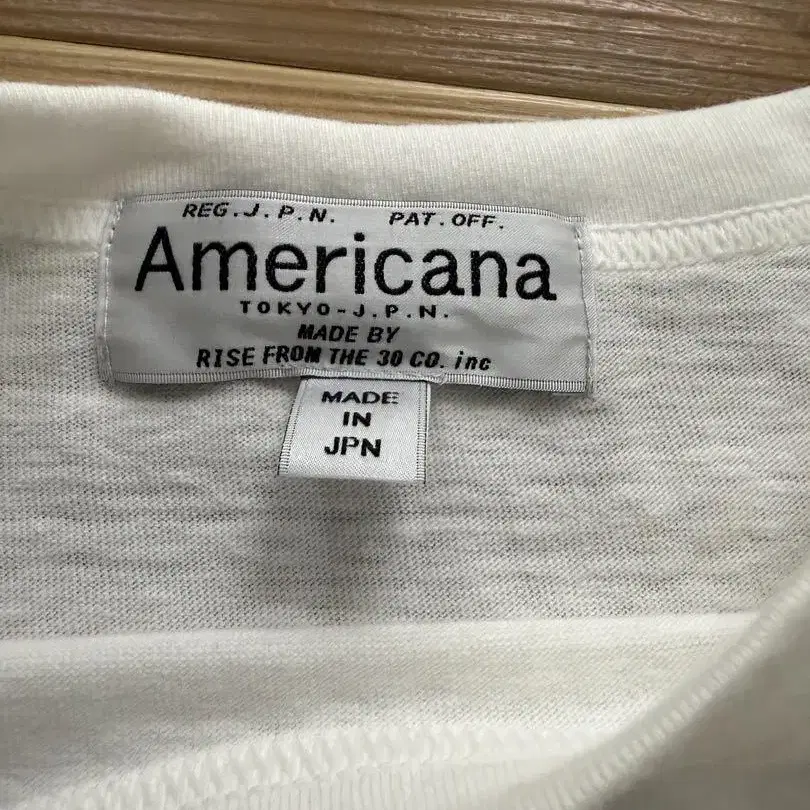 REG.J.P.N. PAT.OFF.
Americana
TOKYO-J.P.N.
MADE BY
RISE FROM THE 30 CO. inc
MADE
IN
JPN